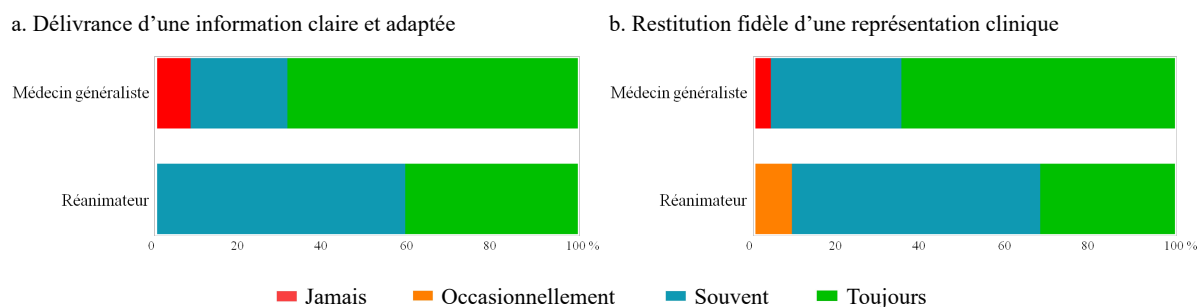 a. Délivrance d’une information claire et adaptée
Médecin généraliste
Réanimateur
0 20 40 60 80 100 %
b. Restitution fidèle d’une représentation clinique
Médecin généraliste
Réanimateur
0 20 40 60 80 100 %
Jamais Occasionnellement Souvent Toujours